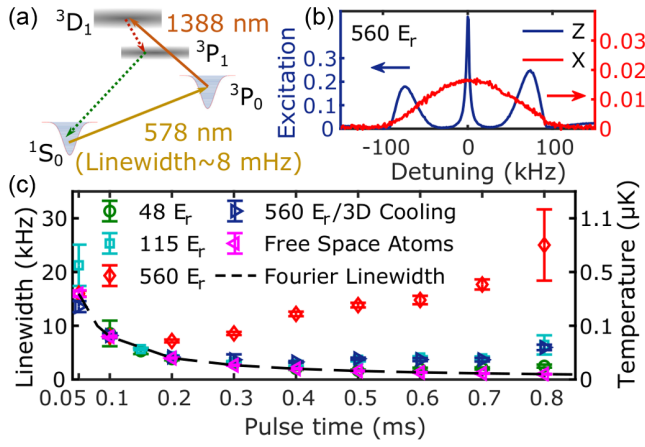 (a)
³D₁
1388 nm
³P₁
³P₀
¹S₀
578 nm
(Linewidth~8 mHz)
(b)
560 Eᵣ
Z
X
Excitation
0.3
0.2
0.1
0
0.03
0.02
0.01
0
-100
0
100
Detuning (kHz)
(c)
48 Eᵣ
115 Eᵣ
560 Eᵣ
560 Eᵣ/3D Cooling
Free Space Atoms
Fourier Linewidth
Linewidth (kHz)
30
20
10
0
Temperature (μK)
1.1
0.5
0.1
0
0.05 0.1 0.2 0.3 0.4 0.5 0.6 0.7 0.8
Pulse time (ms)